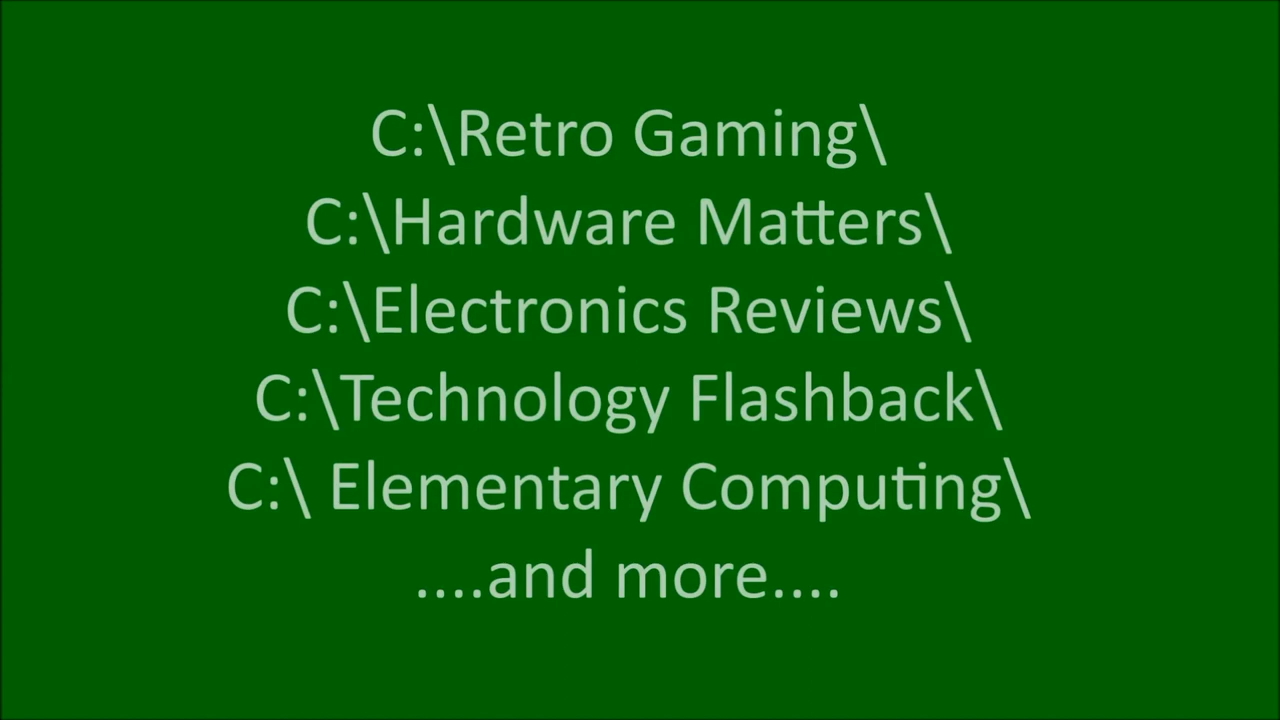 C:\Retro Gaming\
C:\Hardware Matters\
C:\Electronics Reviews\
C:\Technology Flashback\
C:\ Elementary Computing\
....and more....